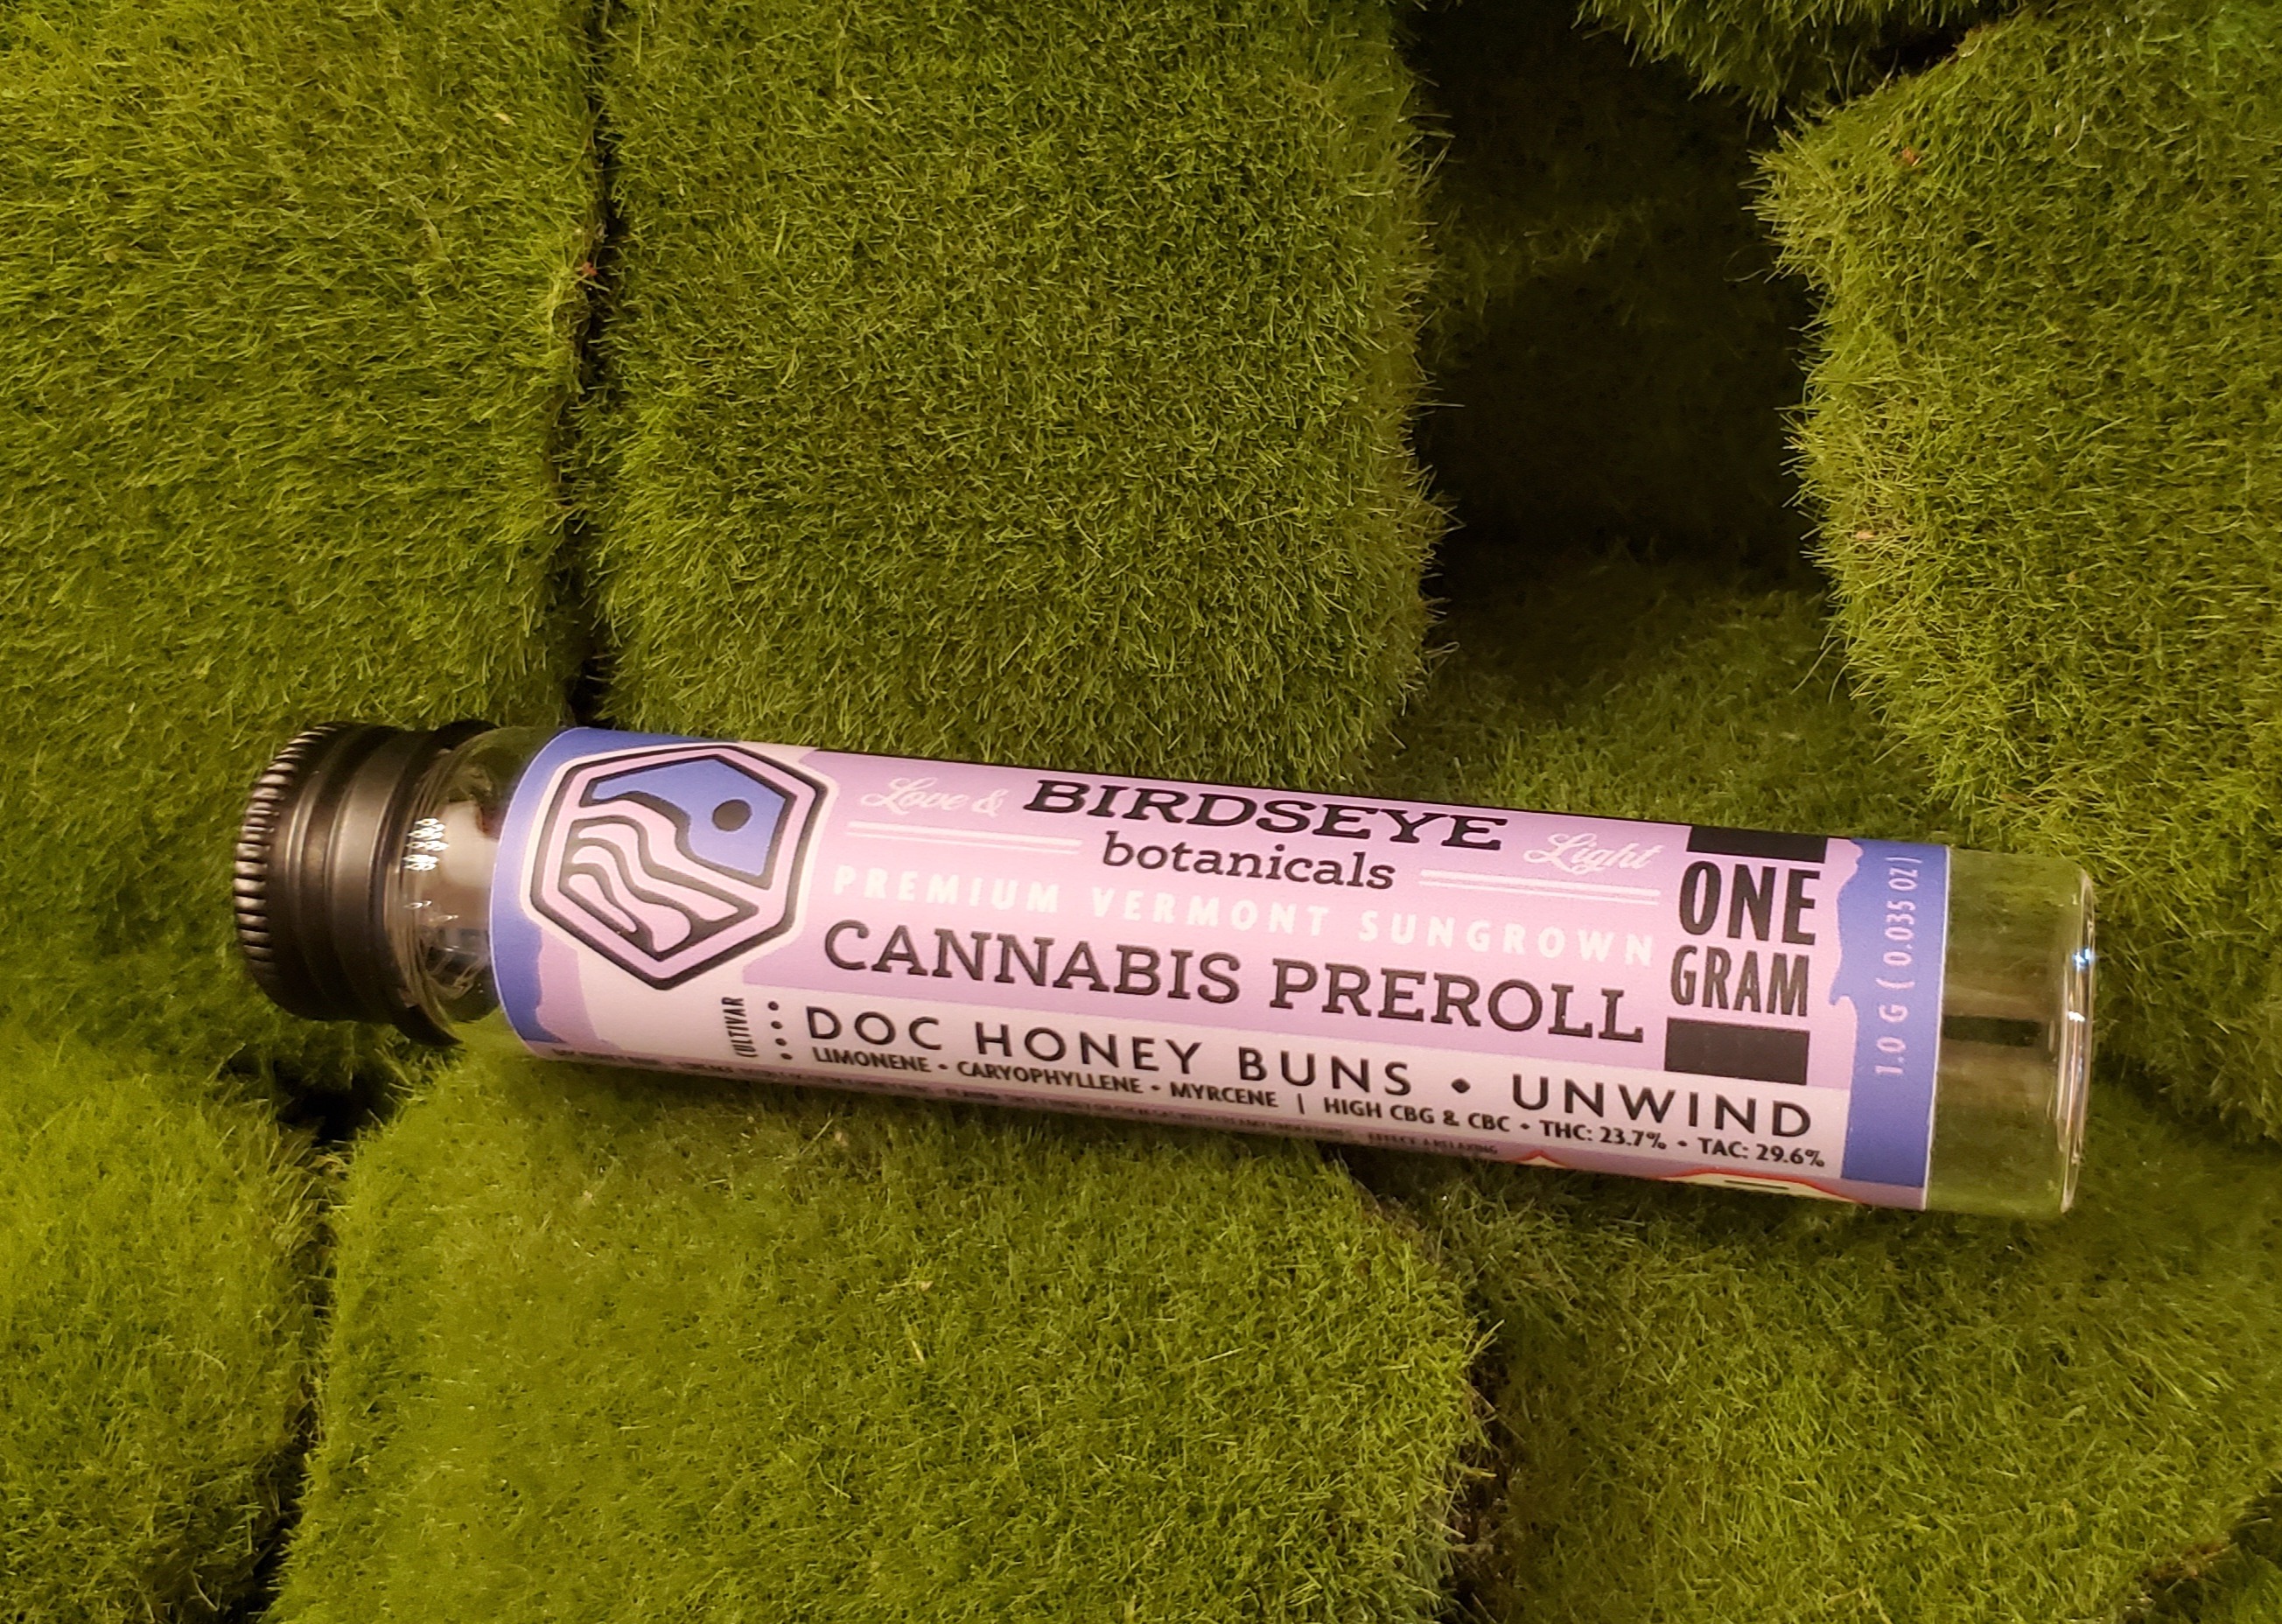 Love & BIRDSEYE Light
botanicals
PREMIUM VERMONT SUNGROWN
CANNABIS PREROLL
ONE
GRAM
1.0 G ( 0.035 OZ )
CULTIVAR
DOC HONEY BUNS • UNWIND
LIMONENE • CARYOPHYLLENE • MYRCENE | HIGH CBG & CBC • THC: 23.7% • TAC: 29.6%